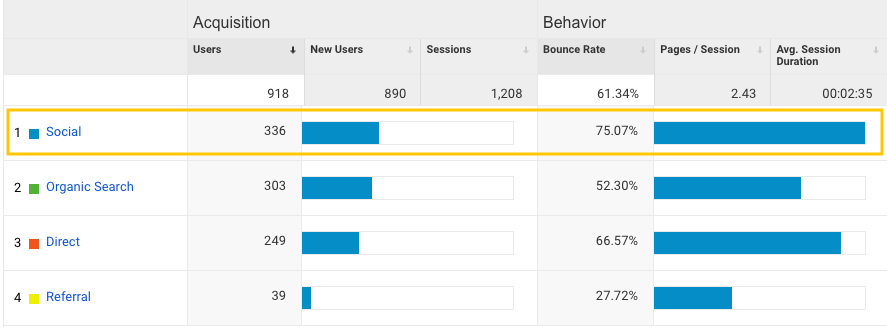 Acquisition Behavior
Users New Users Sessions Bounce Rate Pages / Session Avg. Session
Duration
918 890 1,208 61.34% 2.43 00:02:35
1 Social 336 75.07%
2 Organic Search 303 52.30%
3 Direct 249 66.57%
4 Referral 39 27.72%